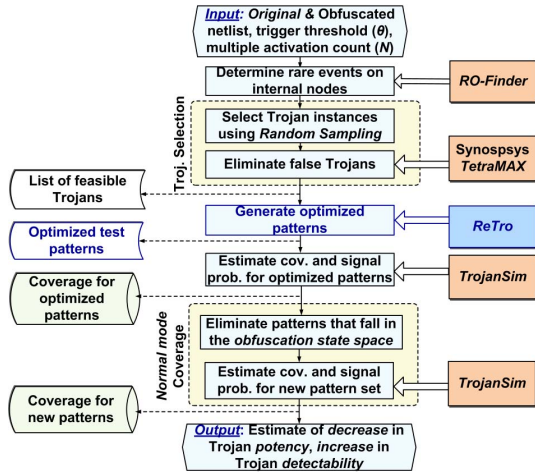 Input: Original & Obfuscated
netlist, trigger threshold (θ),
multiple activation count (N)
Determine rare events on
internal nodes
RO-Finder
Troj. Selection
Select Trojan instances
using Random Sampling
Eliminate false Trojans
Synospsys
TetraMAX
List of feasible
Trojans
Generate optimized
patterns
ReTro
Optimized test
patterns
Estimate cov. and signal
prob. for optimized patterns
TrojanSim
Coverage for
optimized
patterns
Normal mode
Coverage
Eliminate patterns that fall in
the obfuscation state space
Estimate cov. and signal
prob. for new pattern set
TrojanSim
Coverage for
new patterns
Output: Estimate of decrease in
Trojan potency, increase in
Trojan detectability